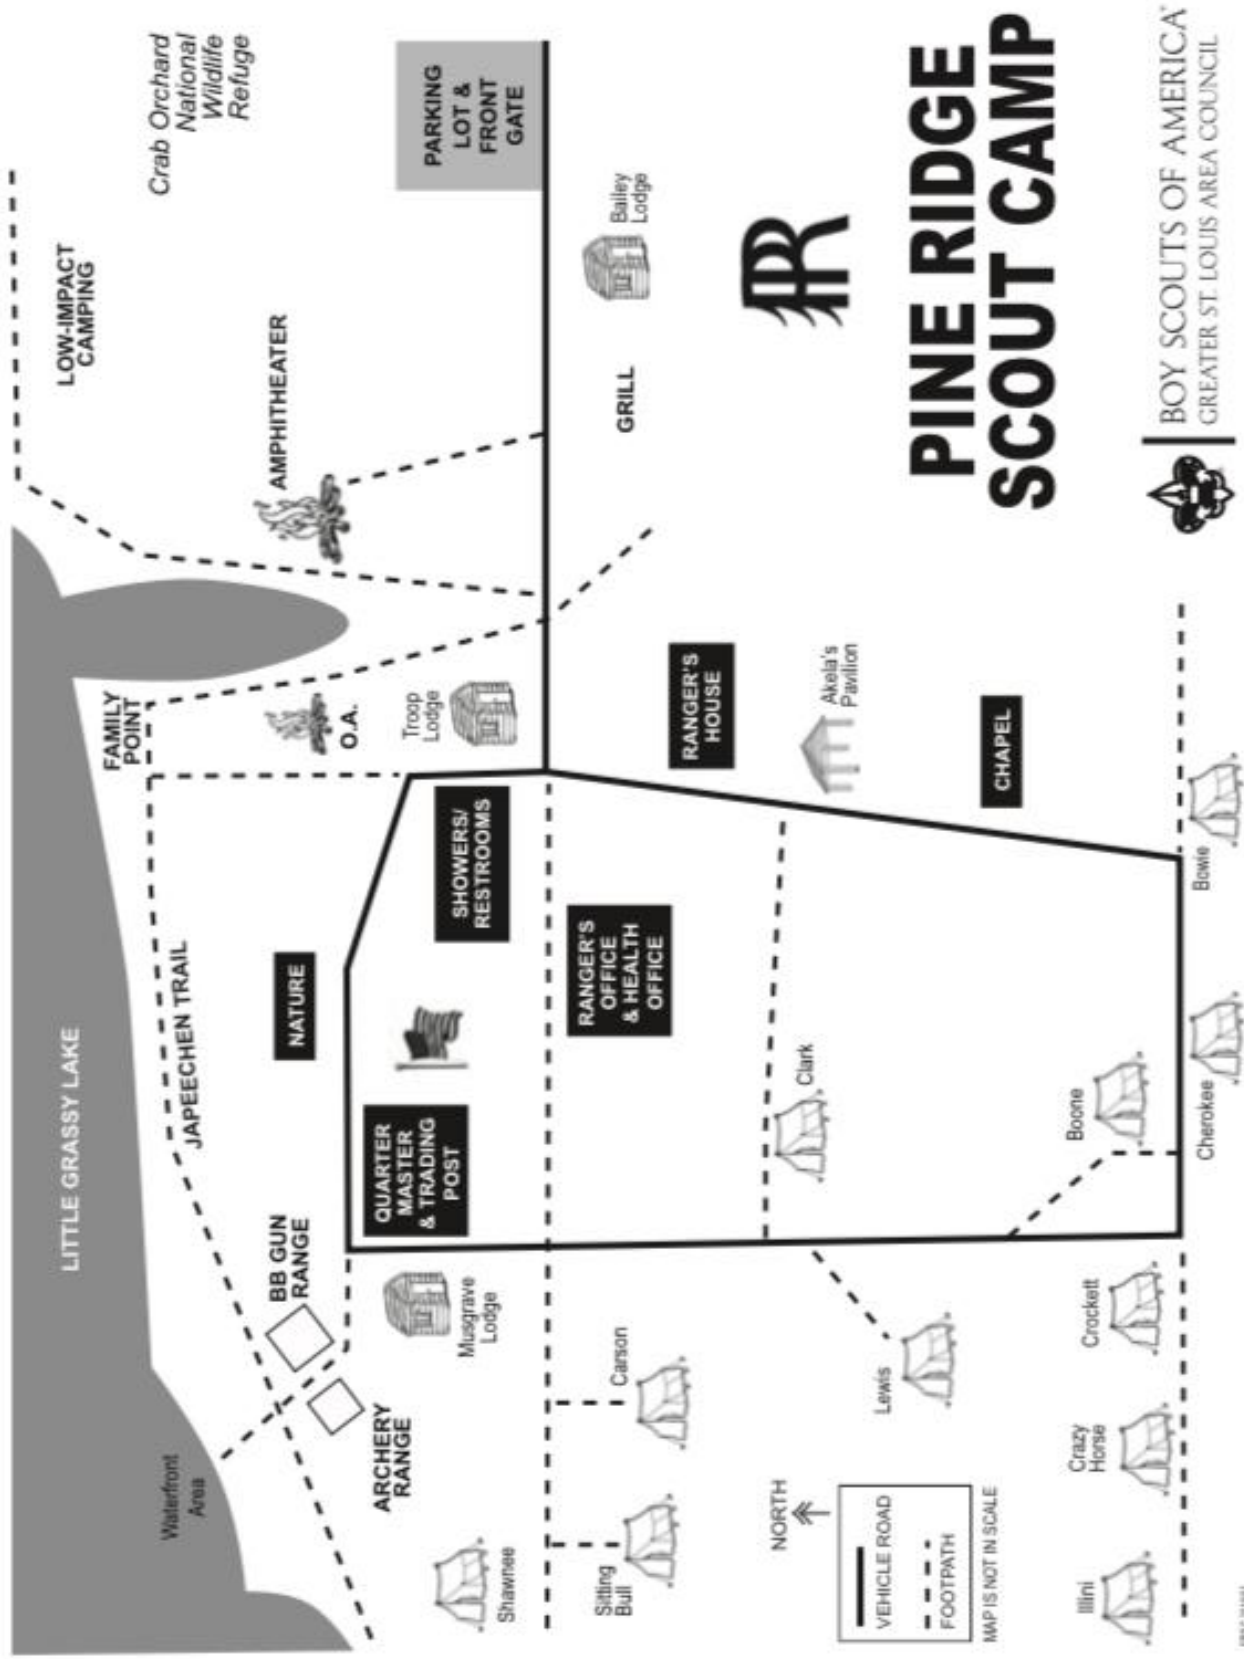 LITTLE GRASSY LAKE
LOW-IMPACT
CAMPING
Crab Orchard
National
Wildlife
Refuge
FAMILY
POINT
Waterfront
Area
JAPEECHEN TRAIL
AMPHITHEATER
BB GUN
RANGE
NATURE
O.A.
ARCHERY
RANGE
QUARTER
MASTER
& TRADING
POST
Troop
Lodge
PARKING
LOT &
FRONT
GATE
Musgrave
Lodge
SHOWERS/
RESTROOMS
Shawnee
RANGER'S
OFFICE
& HEALTH
OFFICE
Sitting
Bull
Carson
GRILL
Bailey
Lodge
RANGER'S
HOUSE
NORTH
Clark
Akela's
Pavilion
VEHICLE ROAD
FOOTPATH
MAP IS NOT IN SCALE
Lewis
PR
CHAPEL
PINE RIDGE
SCOUT CAMP
Illini
Crazy
Horse
Crockett
Boone
Cherokee
Bowie
BOY SCOUTS OF AMERICA®
GREATER ST. LOUIS AREA COUNCIL